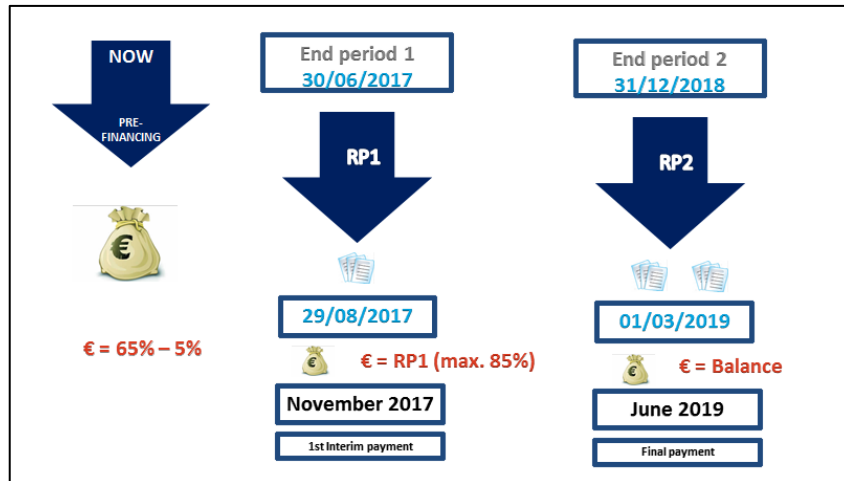 NOW
PRE-
FINANCING
€
€ = 65% – 5%
End period 1
30/06/2017
RP1
29/08/2017
€
€ = RP1 (max. 85%)
November 2017
1st Interim payment
End period 2
31/12/2018
RP2
01/03/2019
€
€ = Balance
June 2019
Final payment